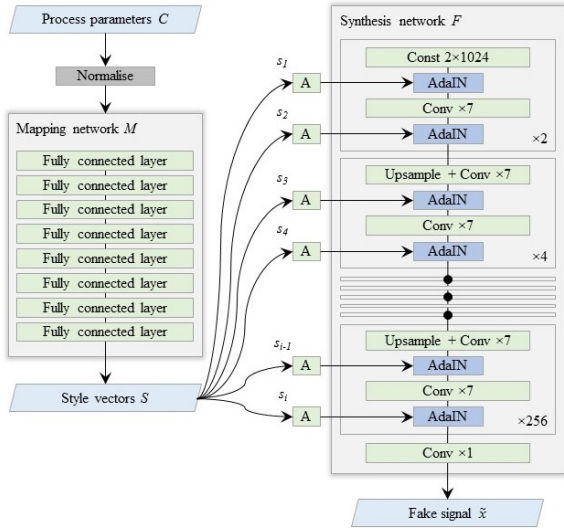 Process parameters C
Normalise
Mapping network M
Fully connected layer
Fully connected layer
Fully connected layer
Fully connected layer
Fully connected layer
Fully connected layer
Fully connected layer
Fully connected layer
Style vectors S
s1
A
s2
A
s3
A
s4
A
si-1
A
si
A
Synthesis network F
Const 2×1024
AdaIN
Conv ×7
AdaIN
×2
Upsample + Conv ×7
AdaIN
Conv ×7
AdaIN
×4
Upsample + Conv ×7
AdaIN
Conv ×7
AdaIN
×256
Conv ×1
Fake signal x̃